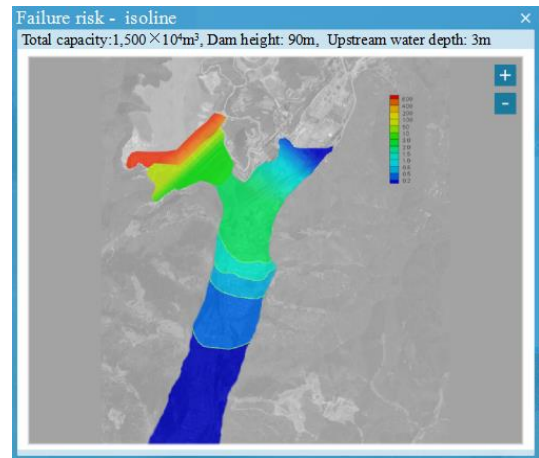 Failure risk - isoline ×
Total capacity:1,500×10⁴m³, Dam height: 90m, Upstream water depth: 3m
+
-